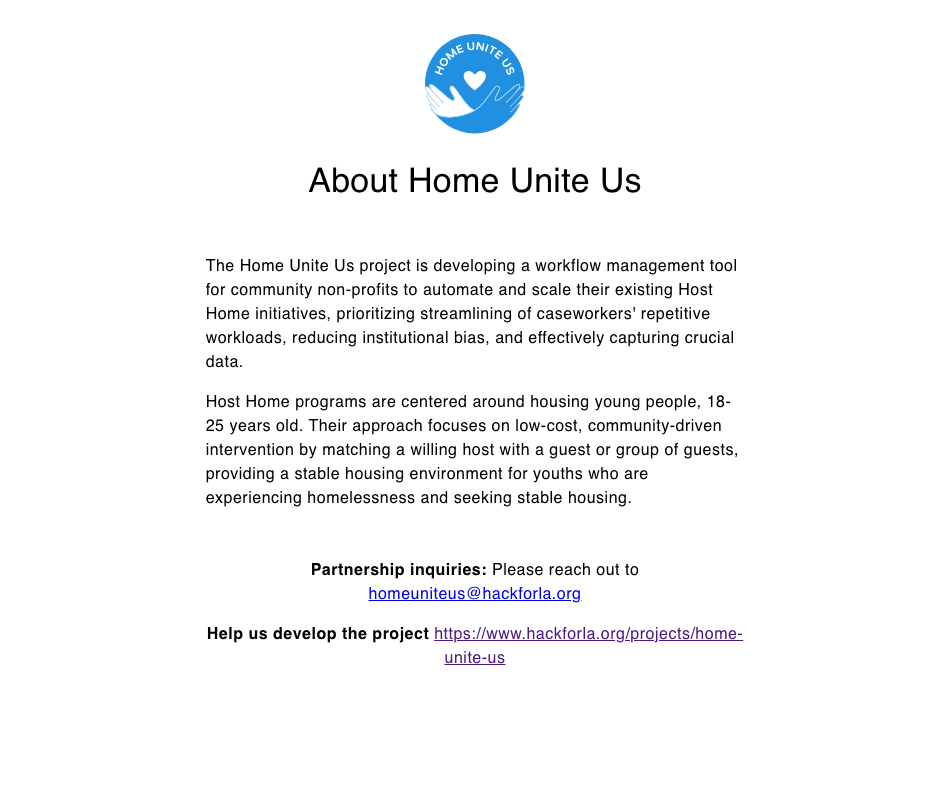 HOME UNITE US
About Home Unite Us
The Home Unite Us project is developing a workflow management tool
for community non-profits to automate and scale their existing Host
Home initiatives, prioritizing streamlining of caseworkers' repetitive
workloads, reducing institutional bias, and effectively capturing crucial
data.
Host Home programs are centered around housing young people, 18-
25 years old. Their approach focuses on low-cost, community-driven
intervention by matching a willing host with a guest or group of guests,
providing a stable housing environment for youths who are
experiencing homelessness and seeking stable housing.
Partnership inquiries: Please reach out to
homeuniteus@hackforla.org
Help us develop the project https://www.hackforla.org/projects/home-
unite-us